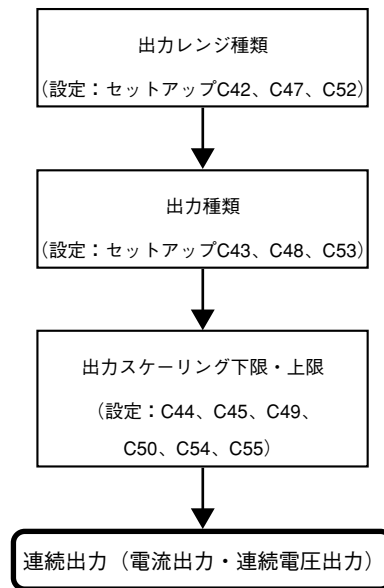 出力レンジ種類
（設定：セットアップC42、C47、C52）
出力種類
（設定：セットアップC43、C48、C53）
出力スケーリング下限・上限
（設定：C44、C45、C49、
C50、C54、C55）
連続出力（電流出力・連続電圧出力）